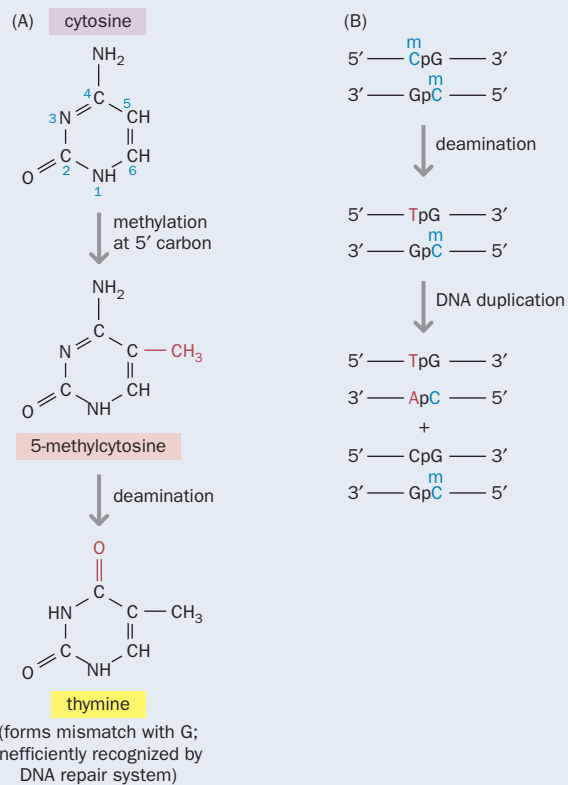 (A) cytosine
NH2
4
C
5
3 N
CH
C
CH
2
6
O
NH
1
methylation
at 5′ carbon
NH2
C
N
C — CH3
C
CH
O
NH
5-methylcytosine
deamination
O
C
HN
C — CH3
C
CH
O
NH
thymine
(forms mismatch with G;
nefficiently recognized by
DNA repair system)
(B)
m
5′ — CpG — 3′
m
3′ — GpC — 5′
deamination
5′ — TpG — 3′
m
3′ — GpC — 5′
DNA duplication
5′ — TpG — 3′
3′ — ApC — 5′
+
5′ — CpG — 3′
m
3′ — GpC — 5′